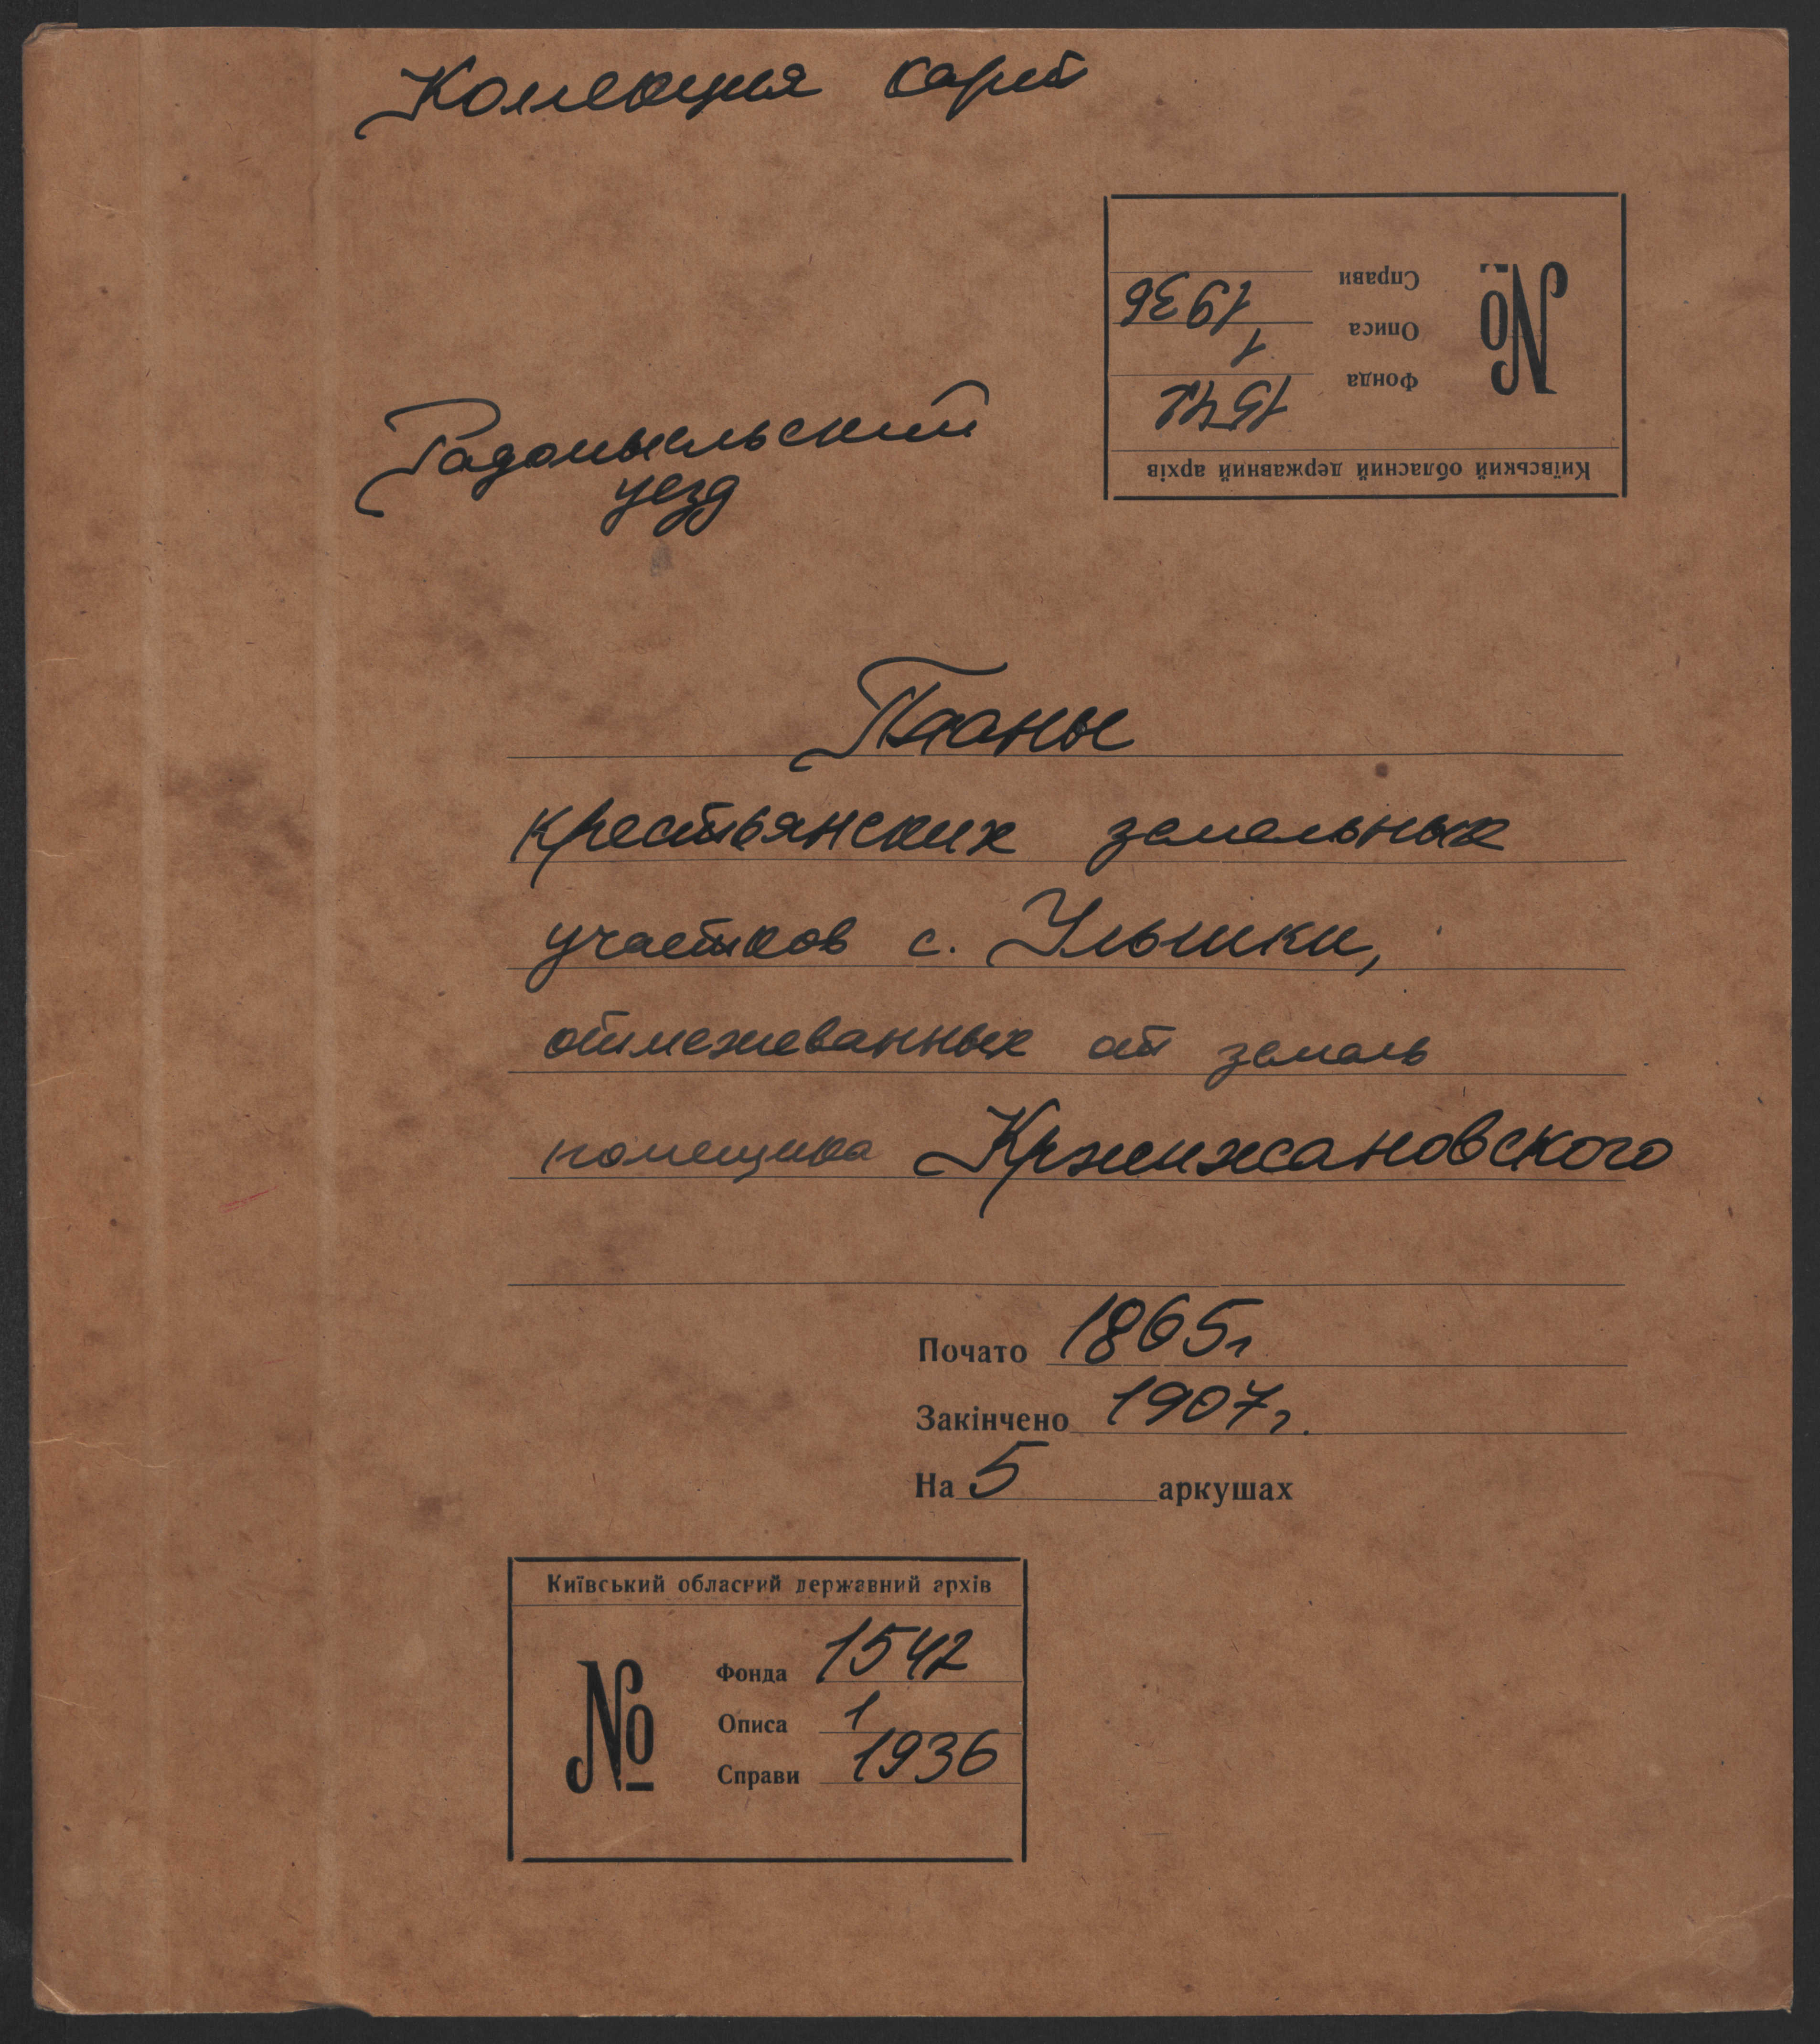 Коллекция карт
Київський обласний державний архів
№
Фонда 1542
Описа 1
Справи 1936
Радомысльский
уезд
Планы
крестьянских земельных
участков с. Ульшки,
отмежеванных от земель
помещика Кржижановского
Почато 1865г
Закінчено 1907г.
На 5 аркушах
Київський обласний державний архів
№
Фонда 1542
Описа 1
Справи 1936